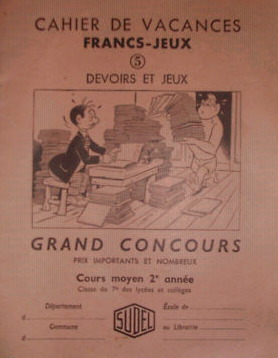 CAHIER DE VACANCES
FRANCS-JEUX
5
DEVOIRS ET JEUX
GRAND CONCOURS
PRIX IMPORTANTS ET NOMBREUX
Cours moyen 2e année
Classe de 7e des lycées et collèges
Département École de
d
Commune SUDEL ou Librairie
d